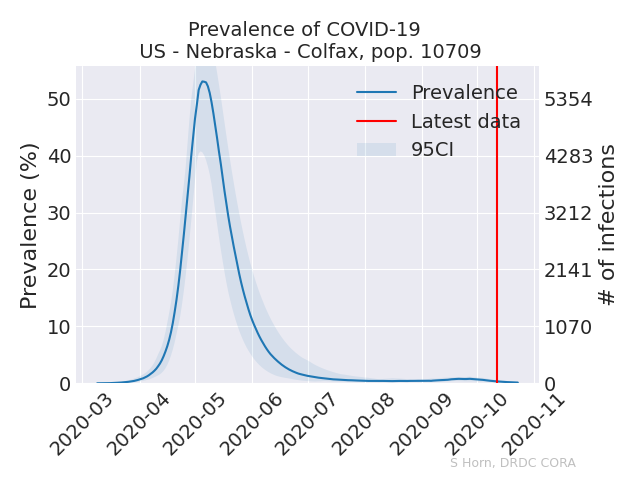 Prevalence of COVID-19
US - Nebraska - Colfax, pop. 10709
Prevalence (%)
50
40
30
20
10
0
Prevalence
Latest data
95CI
5354
4283
3212
2141
1070
0
# of infections
2020-03
2020-04
2020-05
2020-06
2020-07
2020-08
2020-09
2020-10
2020-11
S Horn, DRDC CORA